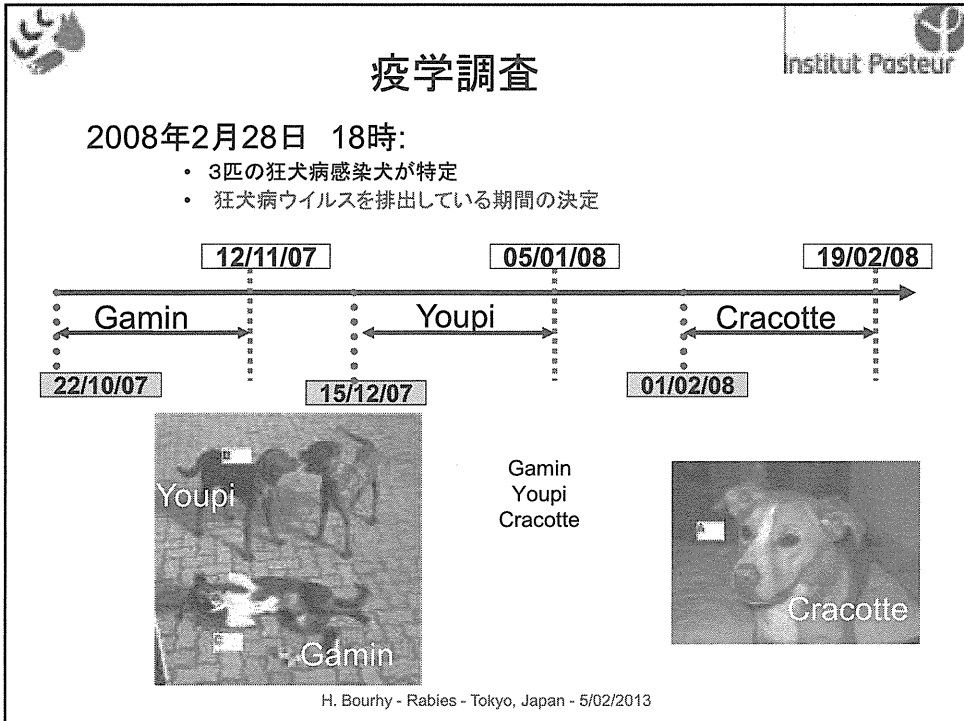 Institut Pasteur
疫学調査
2008年2月28日 18時:
• 3匹の狂犬病感染犬が特定
• 狂犬病ウイルスを排出している期間の決定
12/11/07
05/01/08
19/02/08
Gamin
Youpi
Cracotte
22/10/07
15/12/07
01/02/08
Youpi
Gamin
Gamin
Youpi
Cracotte
Cracotte
H. Bourhy - Rabies - Tokyo, Japan - 5/02/2013